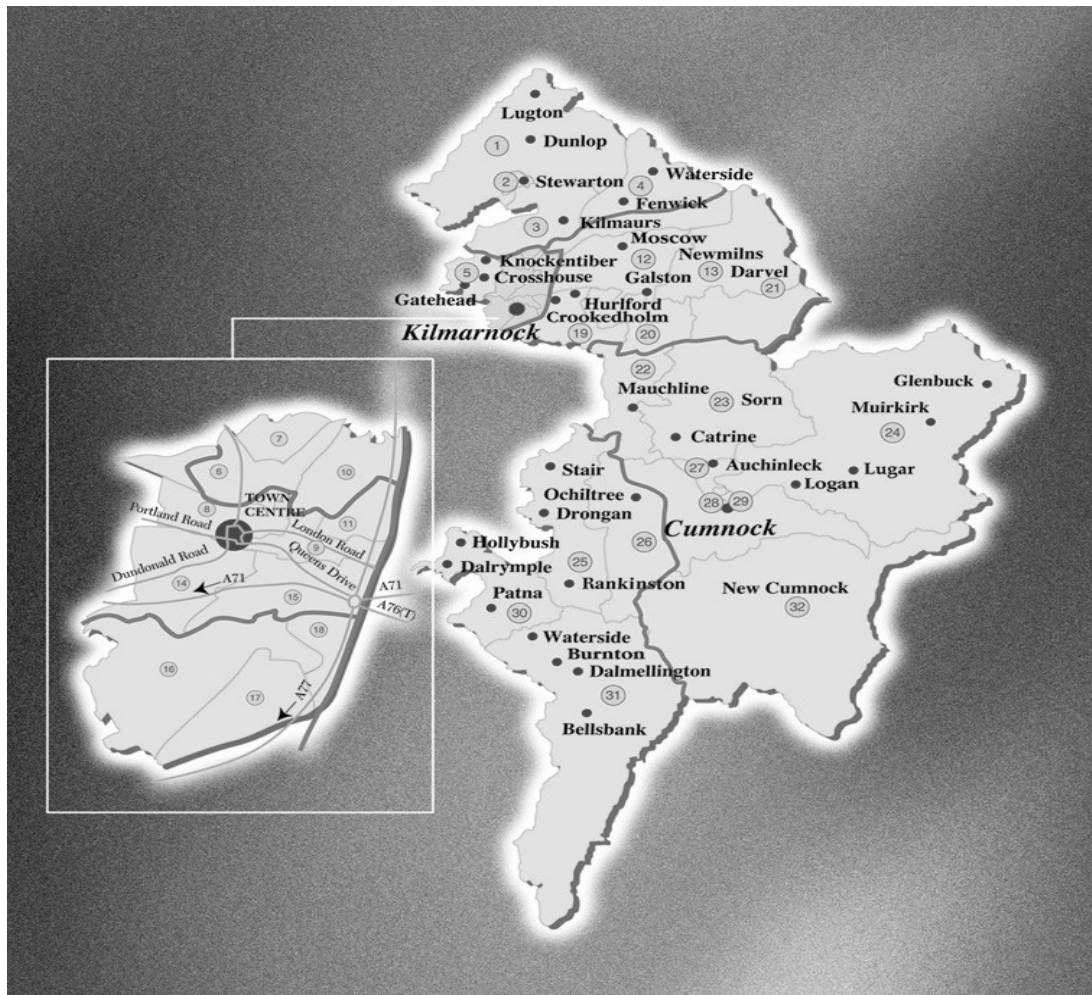 Lugton
1
Dunlop
2
Stewarton
Waterside
4
Fenwick
3
Kilmaurs
Moscow
Knockentiber
12
Newmilns
5
Crosshouse
13
Darvel
Galston
21
Gatehead
Hurlford
Crookedholm
Kilmarnock
19
20
22
Glenbuck
Mauchline
23
Sorn
Muirkirk
24
Catrine
Stair
27
Auchinleck
Lugar
Logan
Ochiltree
28
29
Drongan
Cumnock
Hollybush
26
Dalrymple
25
Rankinston
New Cumnock
Patna
32
30
Waterside
Burnton
Dalmellington
31
Bellsbank
7
6
10
TOWN
CENTRE
8
Portland Road
11
London Road
9
Dundonald Road
Queens Drive
14
A71
A71
15
A76(T)
18
16
17
A77